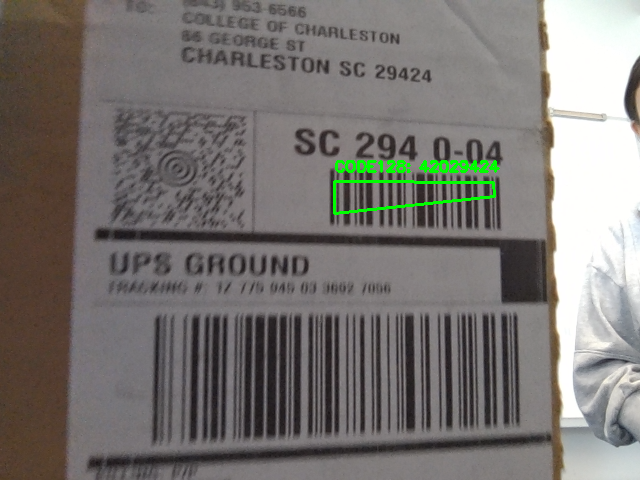 TO:
(843) 953-6566
COLLEGE OF CHARLESTON
66 GEORGE ST
CHARLESTON SC 29424
SC 294 0-04
CODE128: 42029424
UPS GROUND
TRACKING #: 1Z 775 945 03 3692 7056